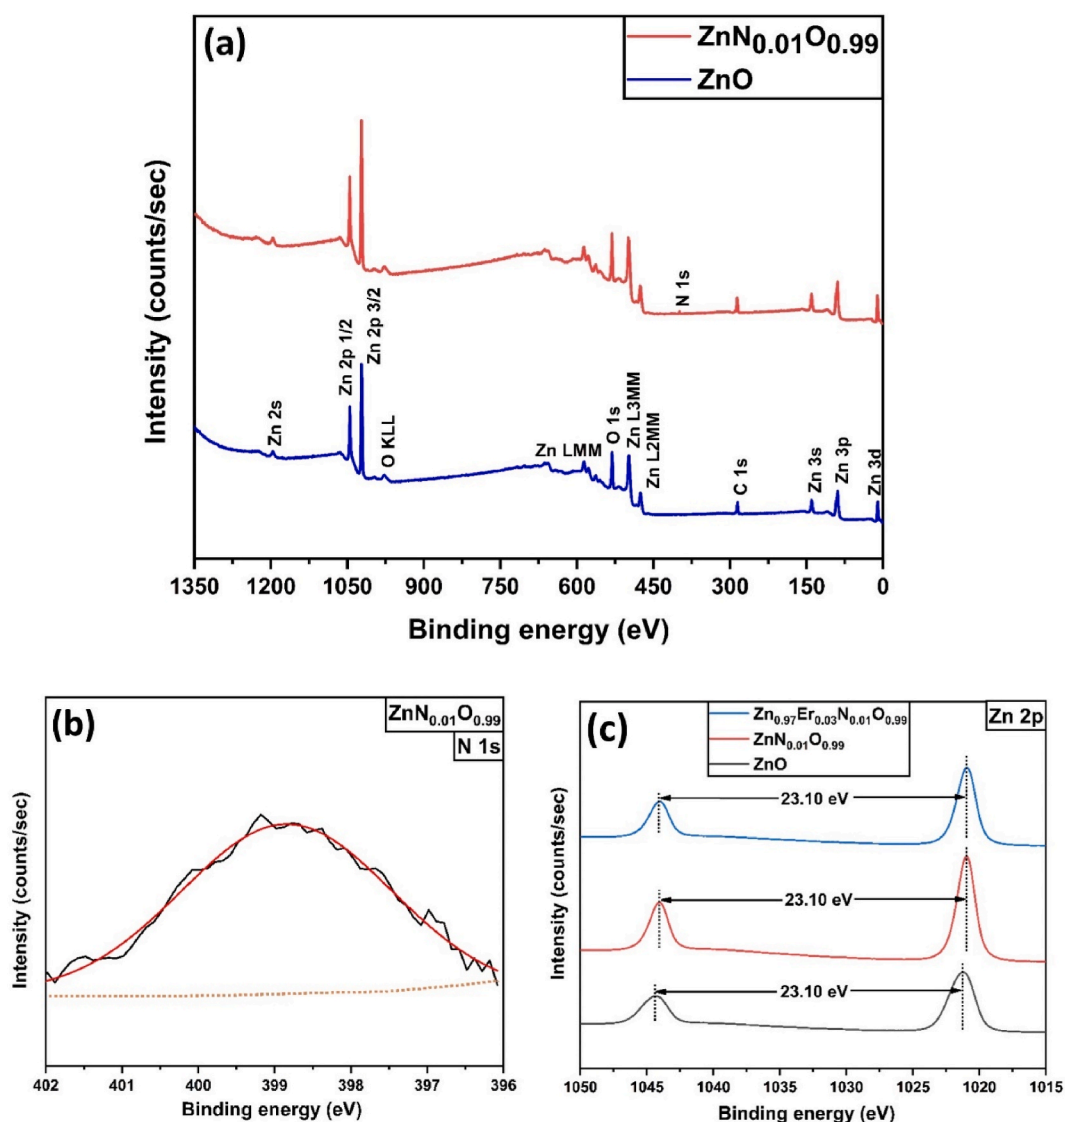 (a)
ZnN0.01O0.99
ZnO
Intensity (counts/sec)
Zn 2s
Zn 2p 1/2
Zn 2p 3/2
O KLL
Zn LMM
O 1s
Zn L3MM
Zn L2MM
N 1s
C 1s
Zn 3s
Zn 3p
Zn 3d
1350 1200 1050 900 750 600 450 300 150 0
Binding energy (eV)
(b)
ZnN0.01O0.99
N 1s
Intensity (counts/sec)
402 401 400 399 398 397 396
Binding energy (eV)
(c)
Zn0.97Er0.03N0.01O0.99
ZnN0.01O0.99
ZnO
Zn 2p
23.10 eV
23.10 eV
23.10 eV
Intensity (counts/sec)
1050 1045 1040 1035 1030 1025 1020 1015
Binding energy (eV)